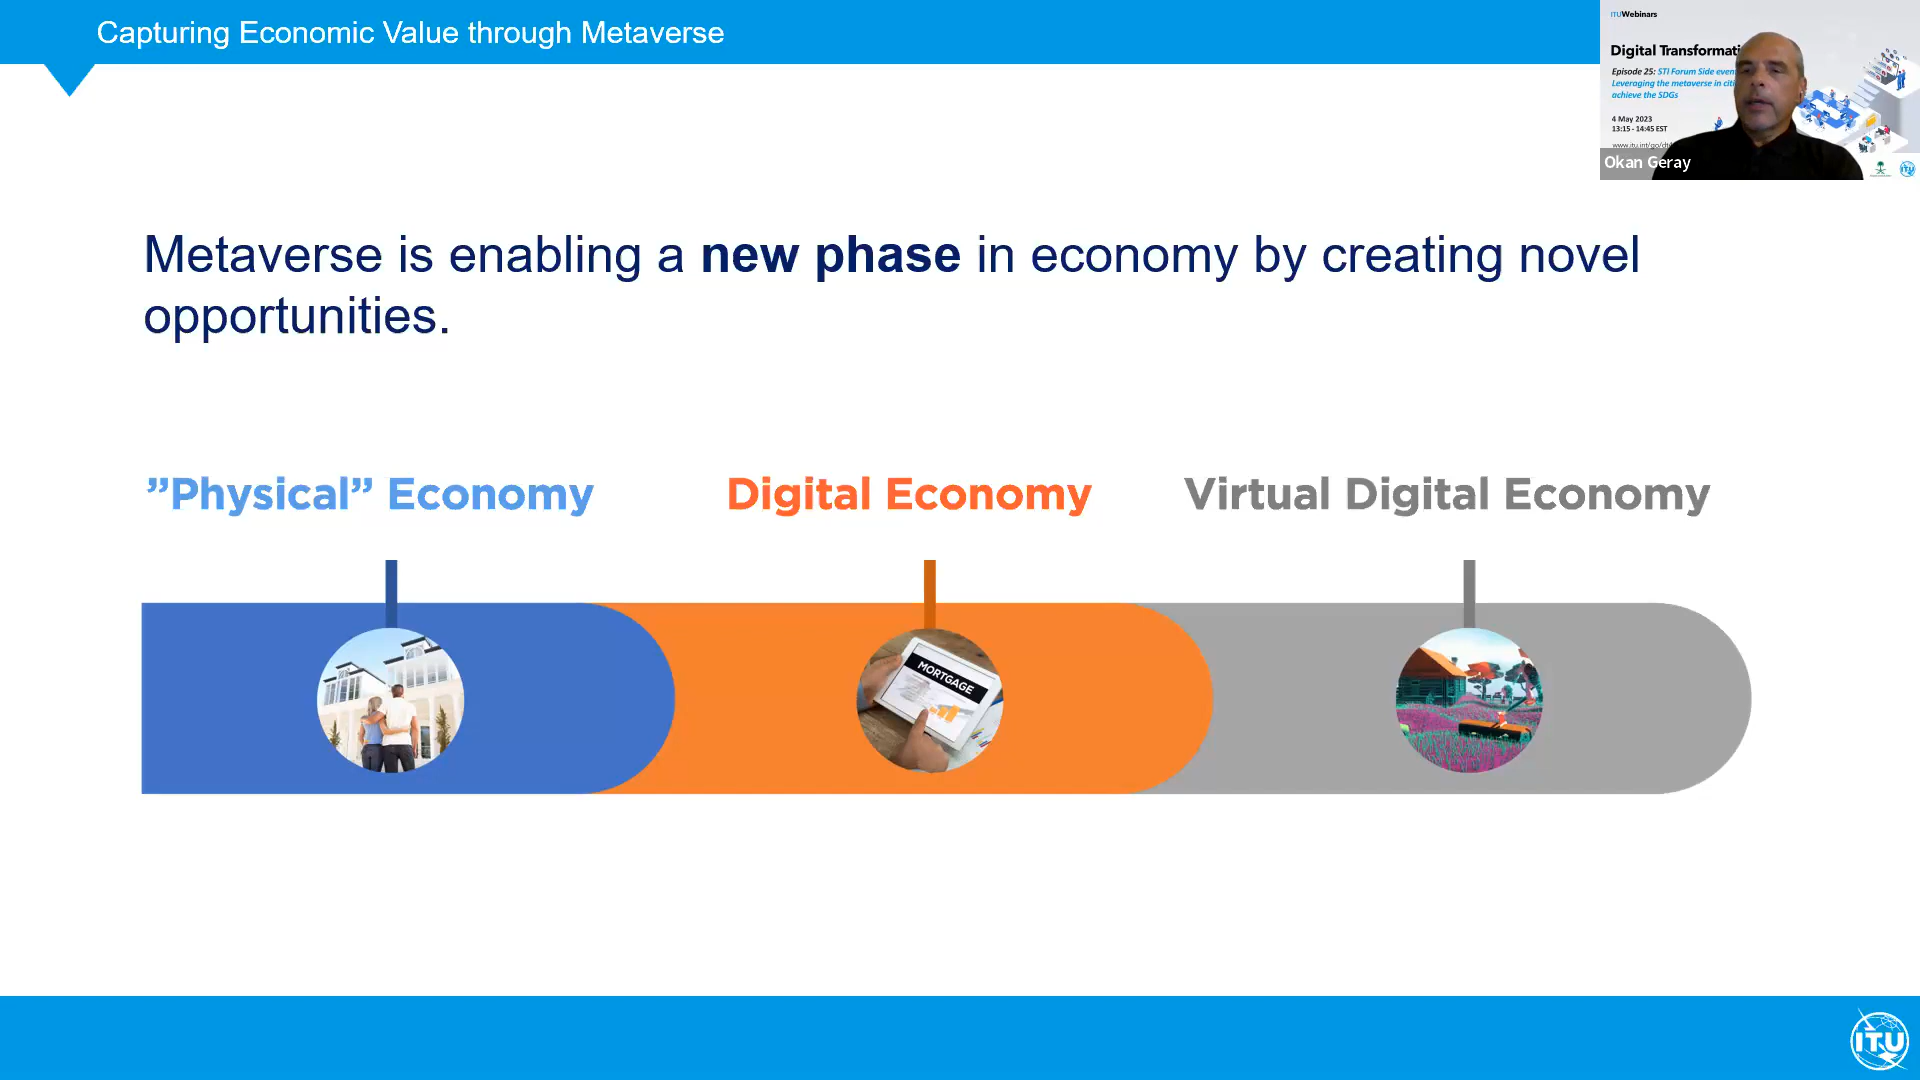 Capturing Economic Value through Metaverse
ITUWebinars
Digital Transformati
Episode 25: STI Forum Side even
Leveraging the metaverse in citi
achieve the SDGs
4 May 2023
13:15 - 14:45 EST
Okan Geray
Metaverse is enabling a new phase in economy by creating novel
opportunities.
”Physical” Economy
Digital Economy
Virtual Digital Economy
MORTGAGE
ITU
ITU